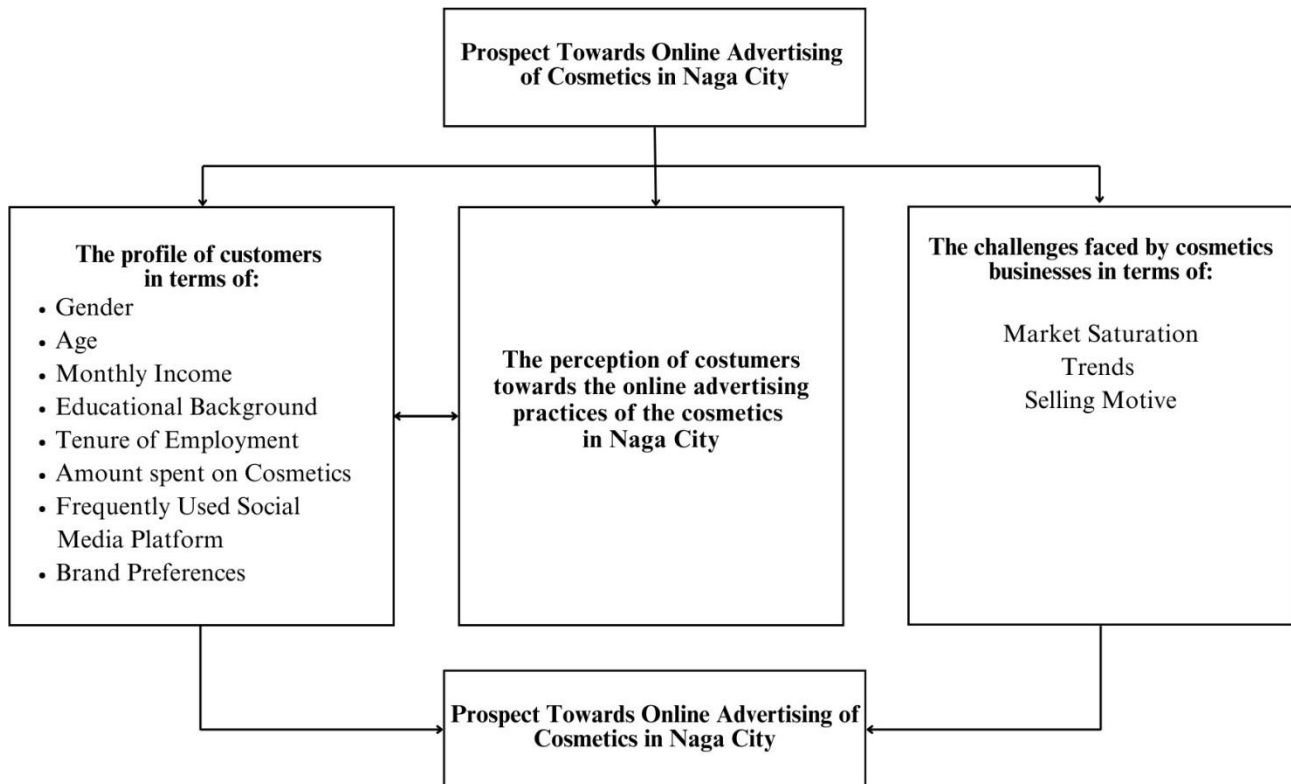 Prospect Towards Online Advertising
of Cosmetics in Naga City
The profile of customers
in terms of:
• Gender
• Age
• Monthly Income
• Educational Background
• Tenure of Employment
• Amount spent on Cosmetics
• Frequently Used Social
Media Platform
• Brand Preferences
The perception of costumers
towards the online advertising
practices of the cosmetics
in Naga City
The challenges faced by cosmetics
businesses in terms of:
Market Saturation
Trends
Selling Motive
Prospect Towards Online Advertising of
Cosmetics in Naga City